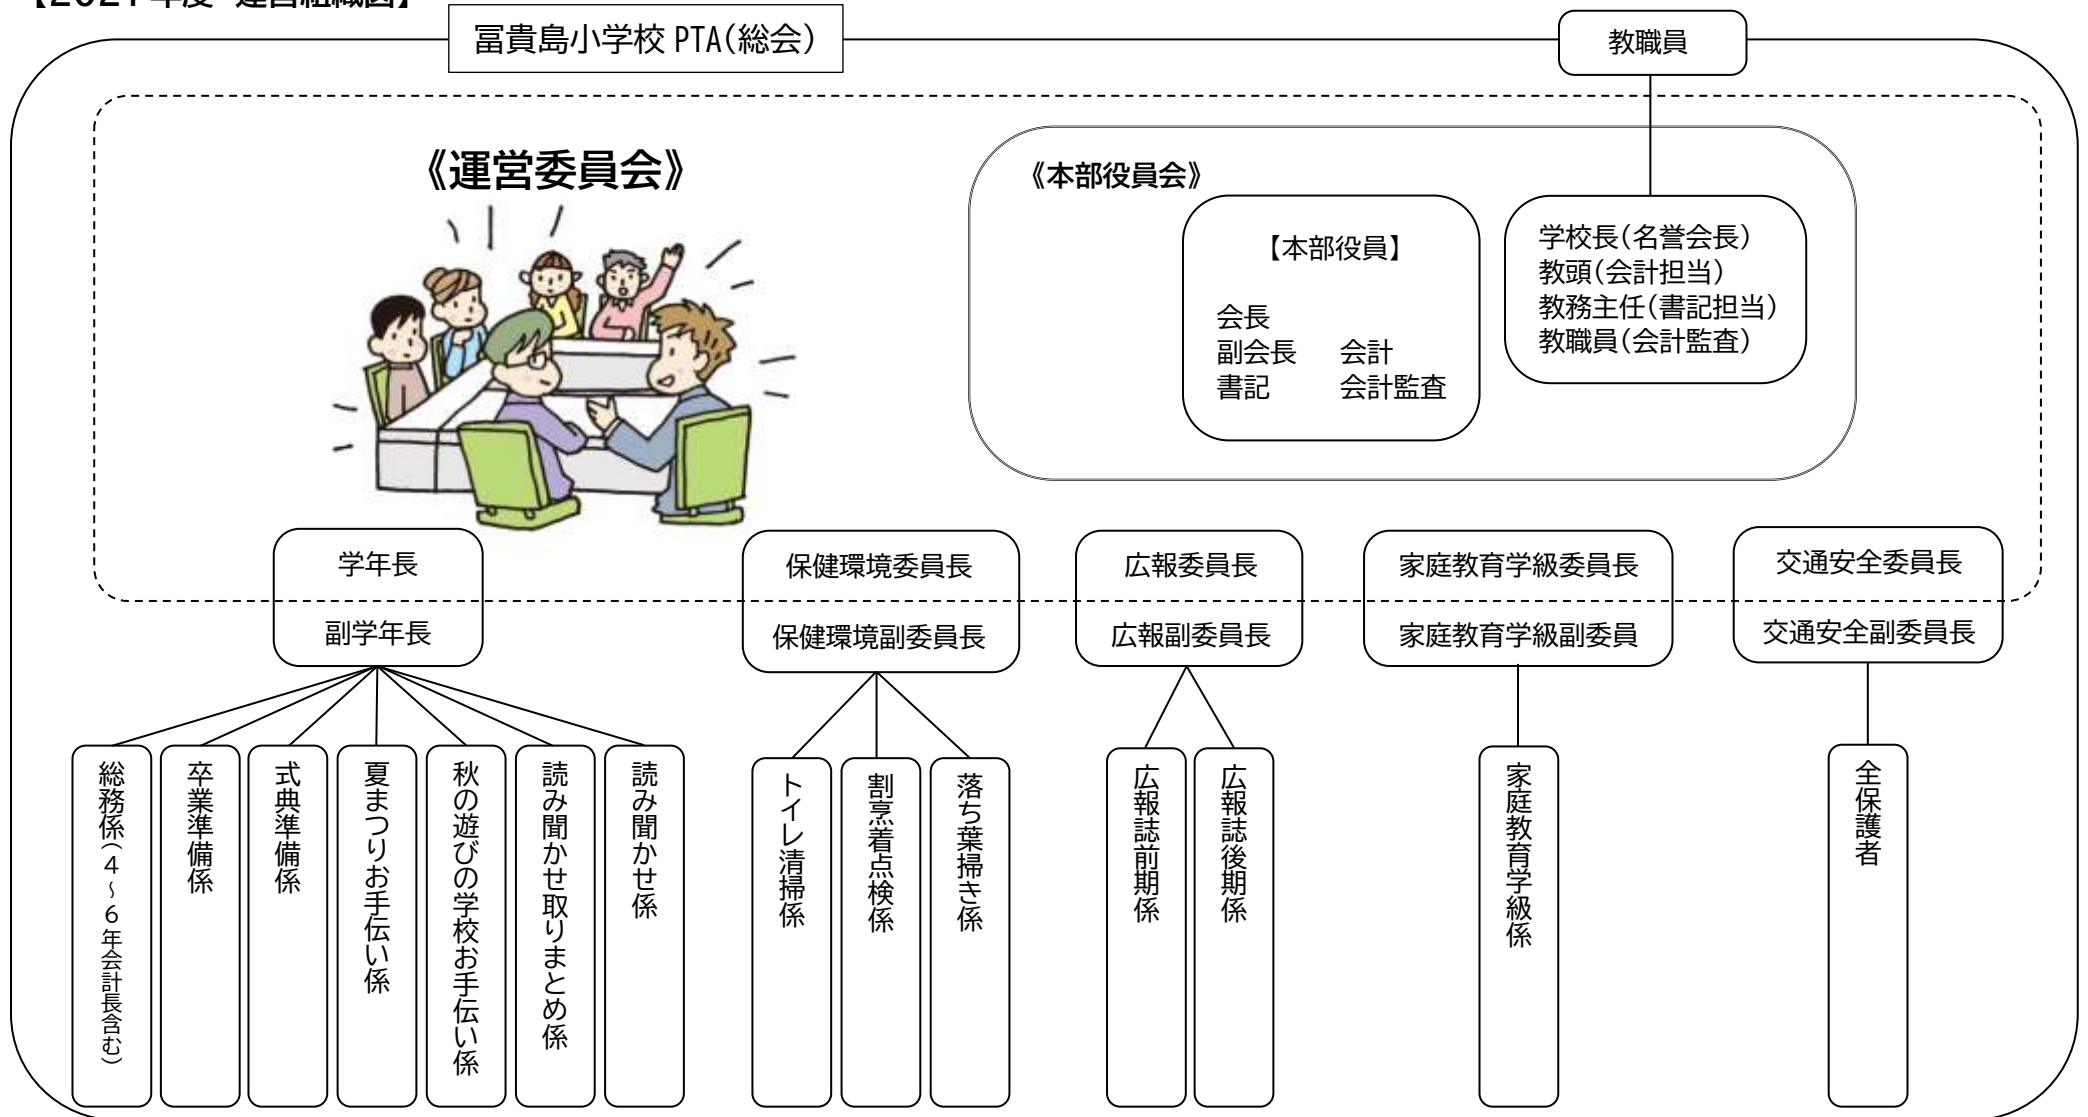 【2021年度 運営組織図】
冨貴島小学校 PTA(総会)
教職員
《運営委員会》
《本部役員会》
【本部役員】
会長
副会長 会計
書記 会計監査
学校長(名誉会長)
教頭(会計担当)
教務主任(書記担当)
教職員(会計監査)
学年長
副学年長
保健環境委員長
保健環境副委員長
広報委員長
広報副委員長
家庭教育学級委員長
家庭教育学級副委員
交通安全委員長
交通安全副委員長
総務係(4~6年会計長含む)
卒業準備係
式典準備係
夏まつりお手伝い係
秋の遊びの学校お手伝い係
読み聞かせ取りまとめ係
読み聞かせ係
トイレ清掃係
割烹着点検係
落ち葉掃き係
広報誌前期係
広報誌後期係
家庭教育学級係
全保護者